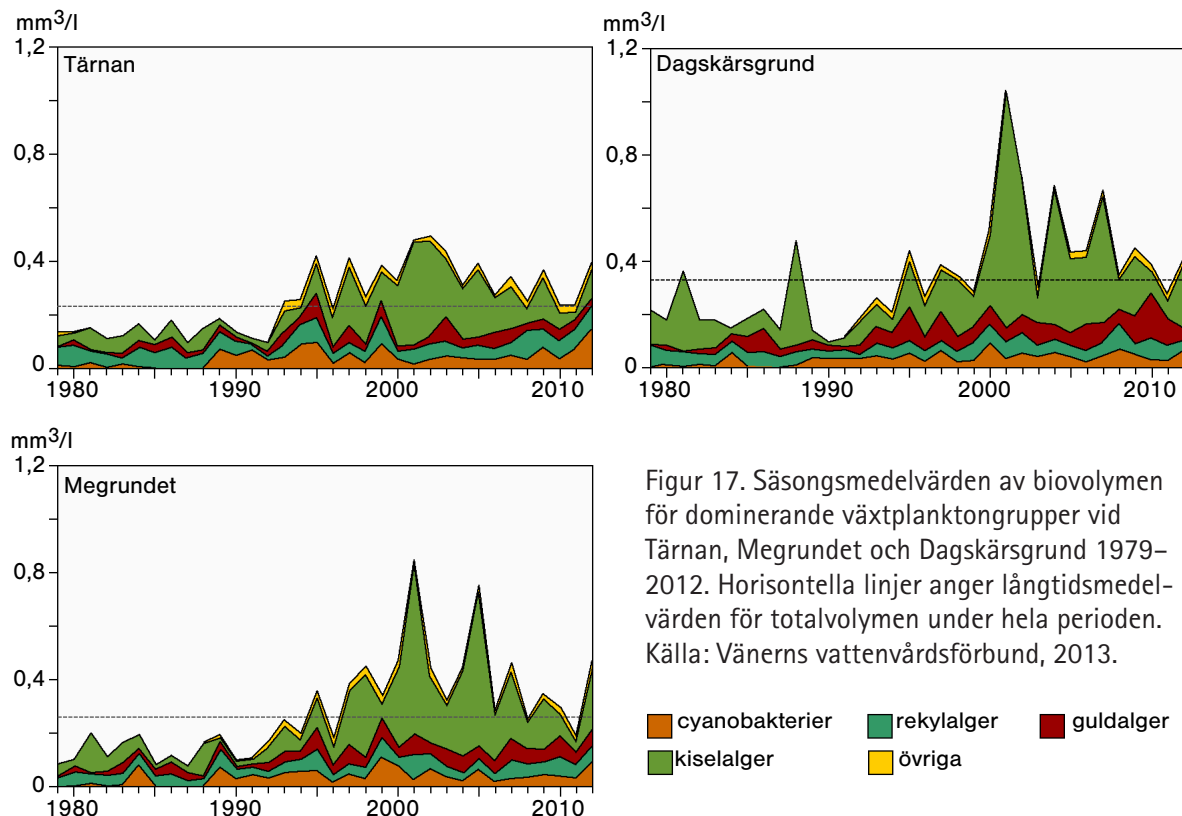 mm³/l
1,2
Tärnan
0,8
0,4
0
1980 1990 2000 2010
mm³/l
1,2
Dagskärsgrund
0,8
0,4
0
1980 1990 2000 2010
mm³/l
1,2
Megrundet
0,8
0,4
0
1980 1990 2000 2010
Figur 17. Säsongsmedelvärden av biovolymen
för dominerande växtplanktongrupper vid
Tärnan, Megrundet och Dagskärsgrund 1979–
2012. Horisontella linjer anger långtidsmedel-
värden för totalvolymen under hela perioden.
Källa: Vänerns vattenvårdsförbund, 2013.
cyanobakterier rekylalger guldalger
kiselalger övriga